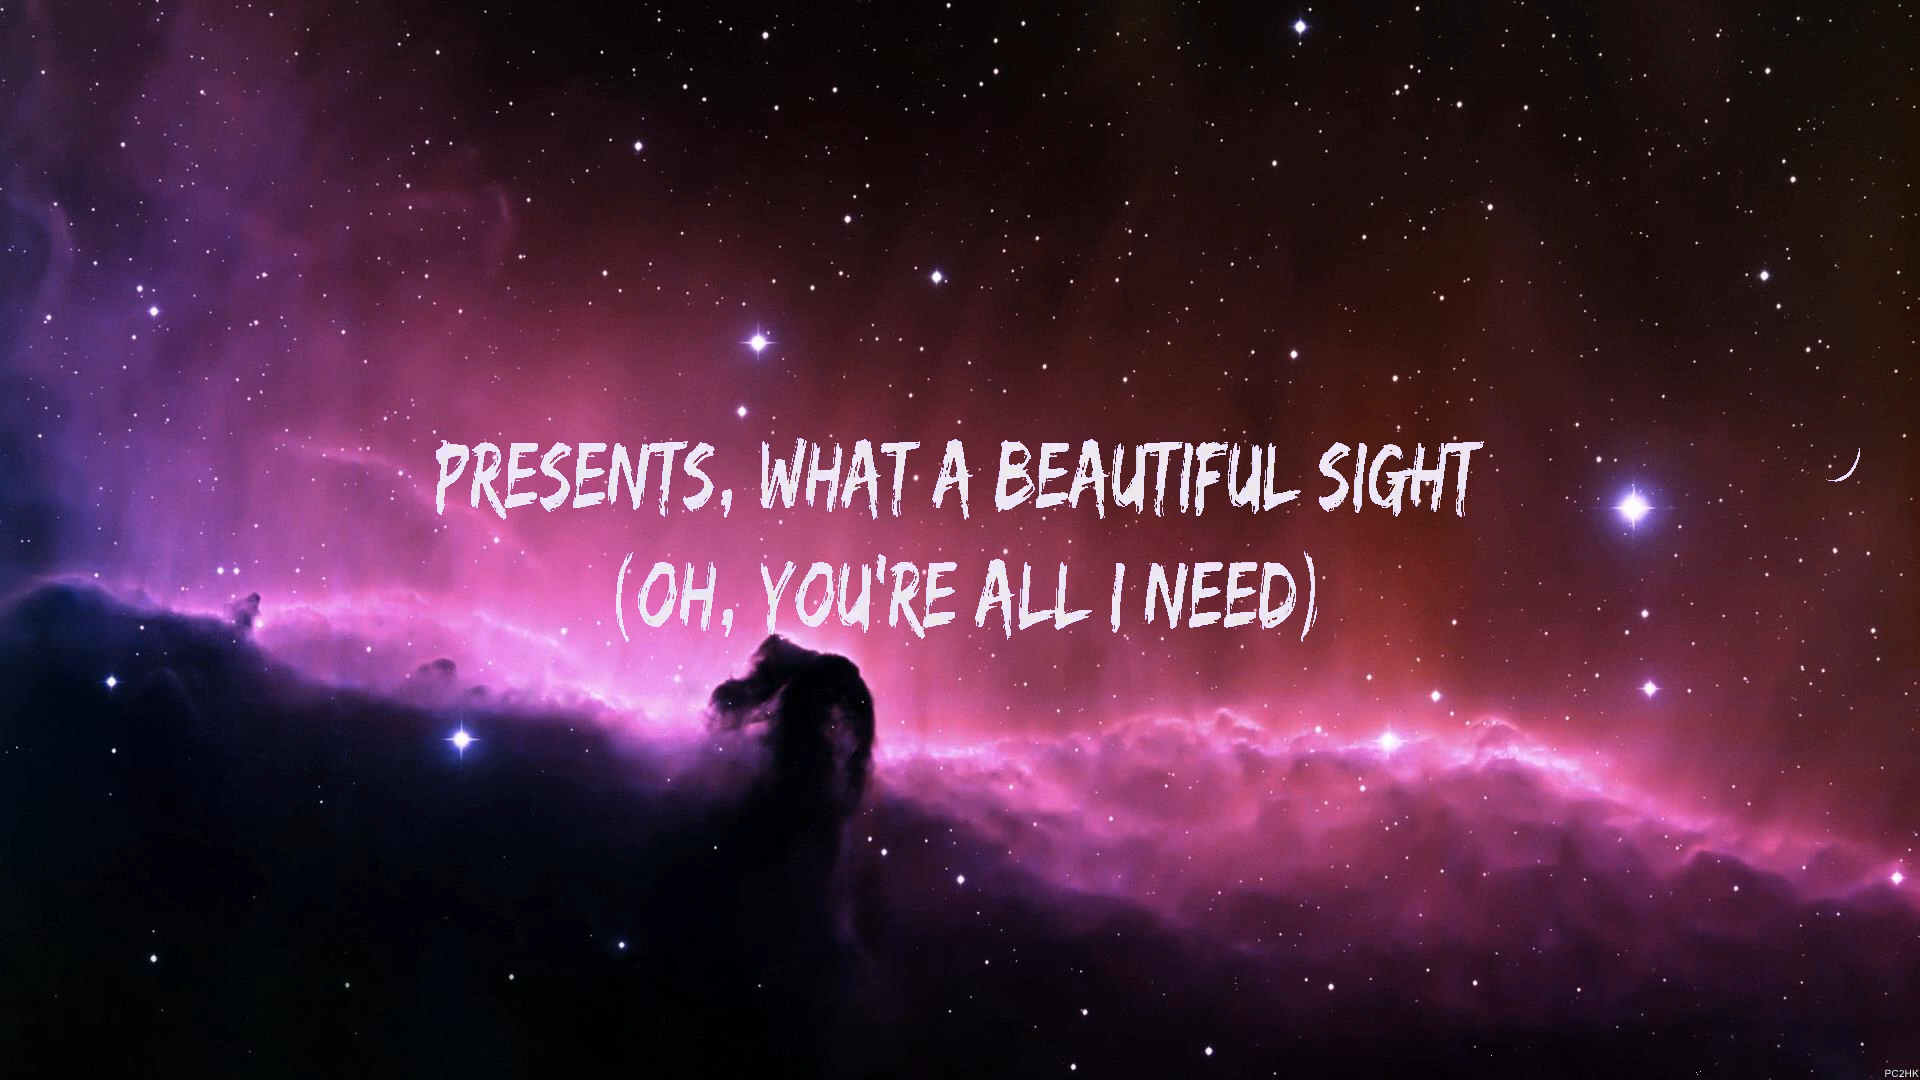 PRESENTS, WHAT A BEAUTIFUL SIGHT
(OH, YOU'RE ALL I NEED)
PC2HK